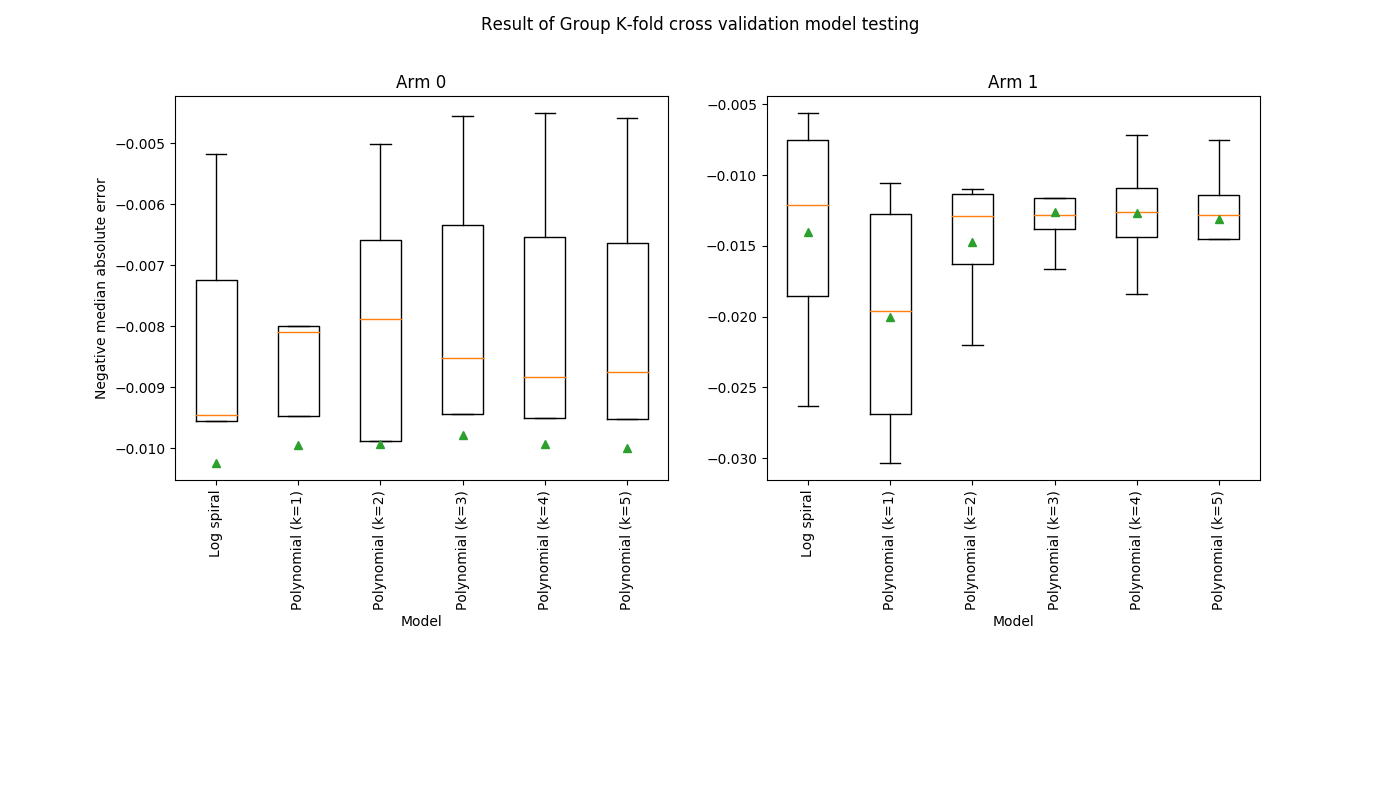 Result of Group K-fold cross validation model testing
Arm 0
Negative median absolute error
−0.005
−0.006
−0.007
−0.008
−0.009
−0.010
Log spiral
Polynomial (k=1)
Polynomial (k=2)
Polynomial (k=3)
Polynomial (k=4)
Polynomial (k=5)
Model
Arm 1
−0.005
−0.010
−0.015
−0.020
−0.025
−0.030
Log spiral
Polynomial (k=1)
Polynomial (k=2)
Polynomial (k=3)
Polynomial (k=4)
Polynomial (k=5)
Model